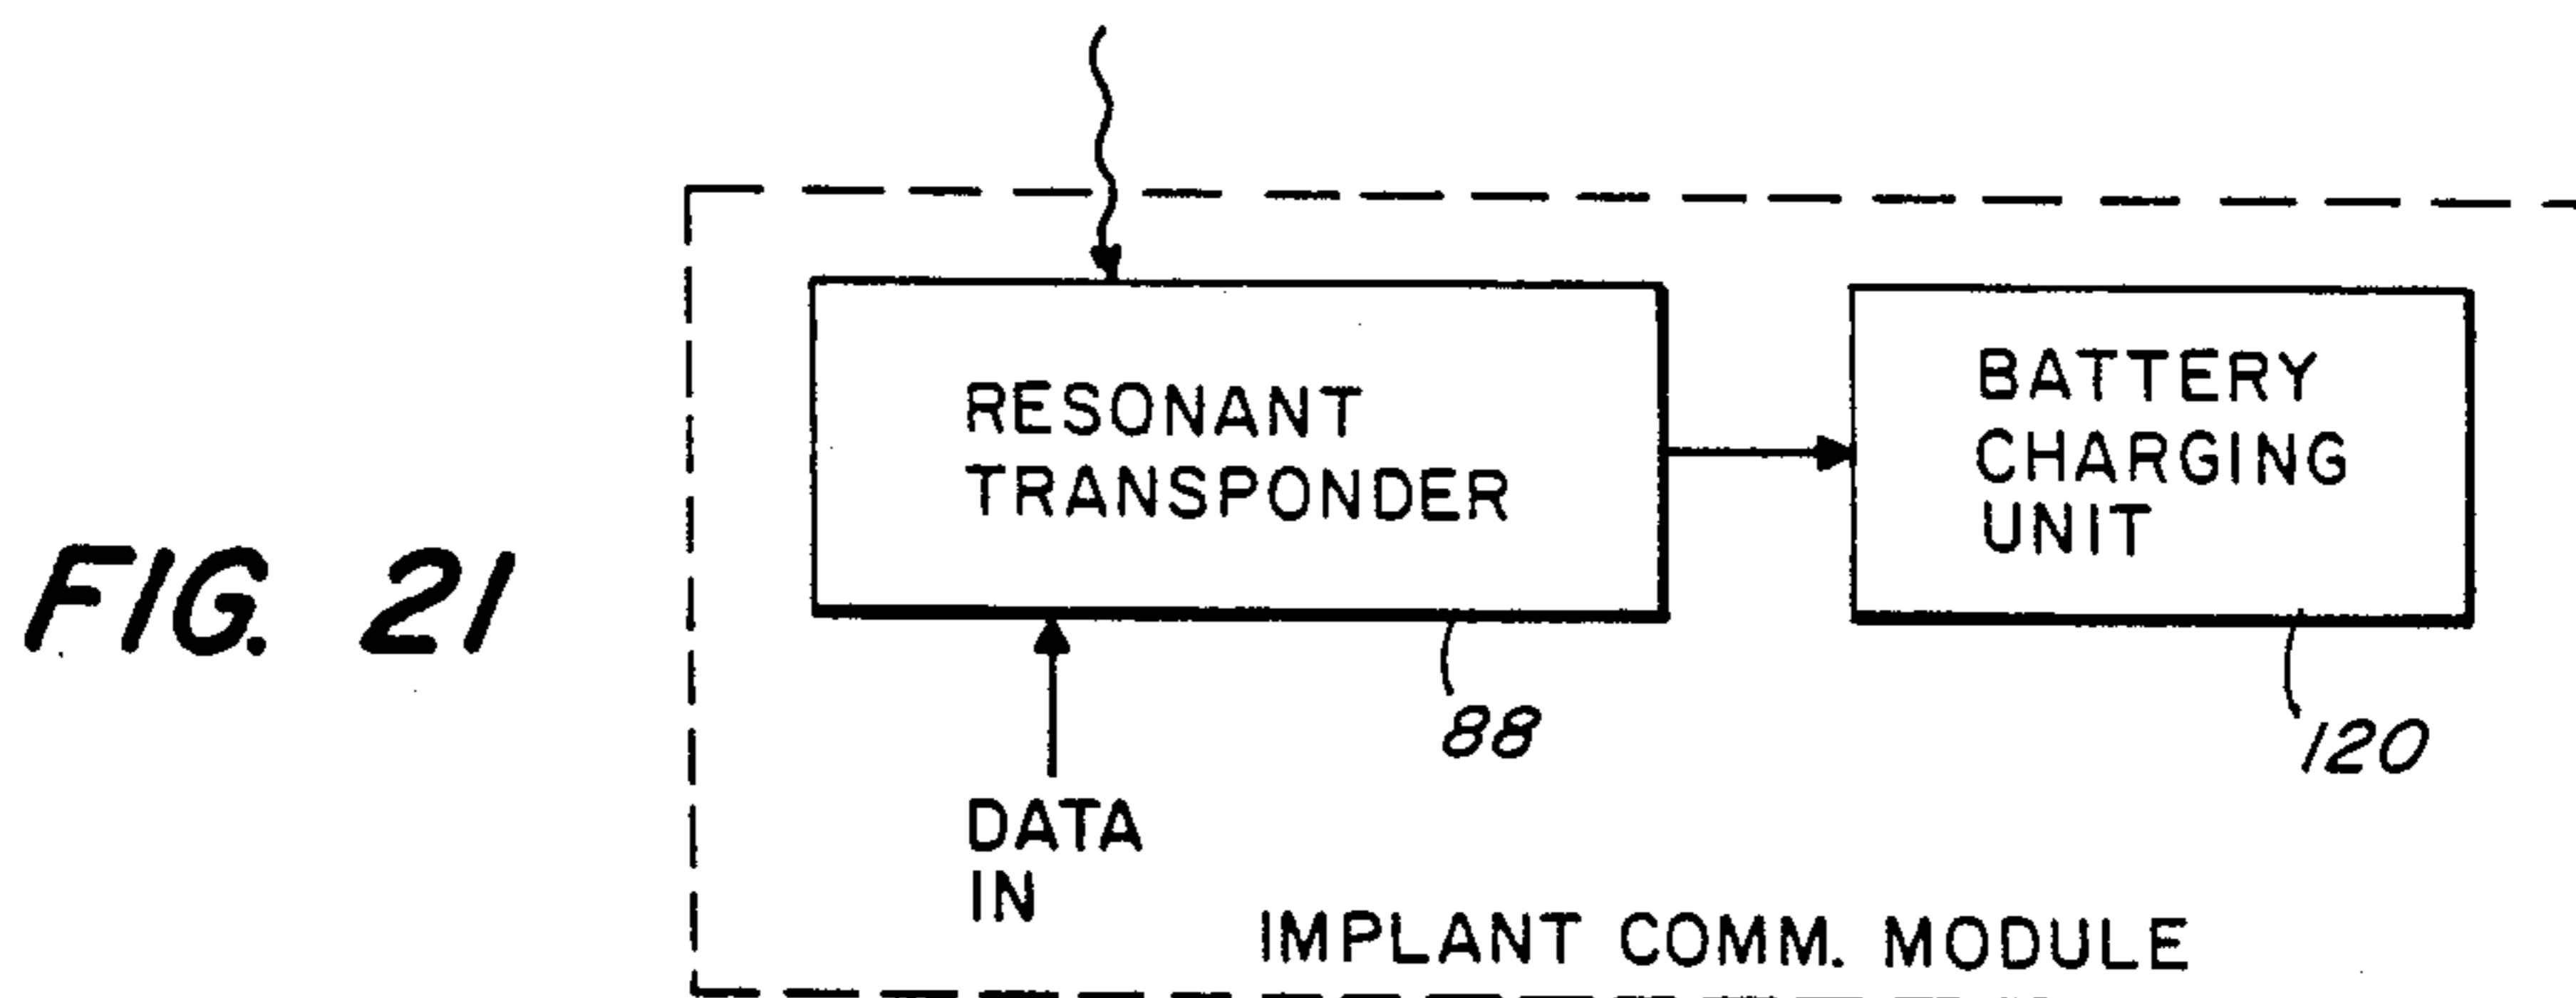 FIG. 21
RESONANT
TRANSPONDER
BATTERY
CHARGING
UNIT
88
120
DATA
IN
IMPLANT COMM. MODULE